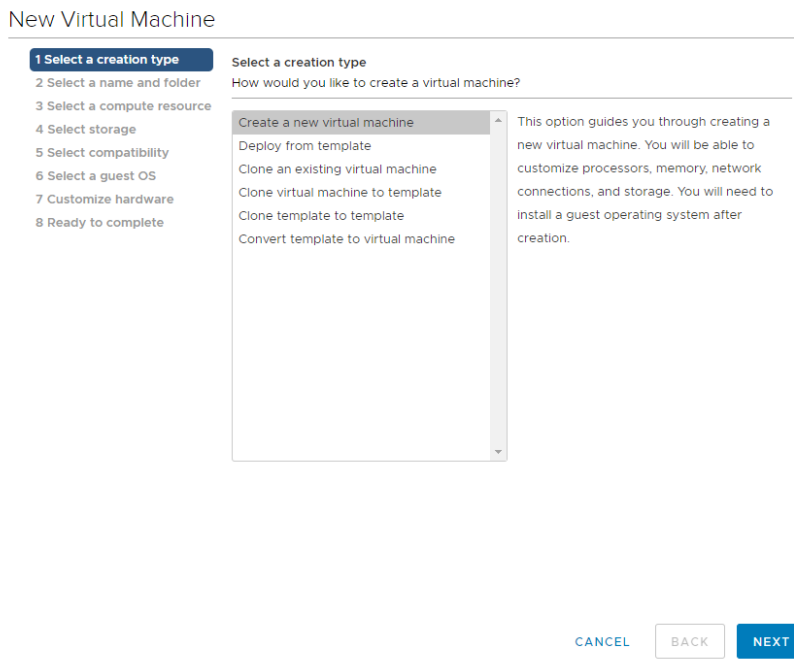 New Virtual Machine
1 Select a creation type
2 Select a name and folder
3 Select a compute resource
4 Select storage
5 Select compatibility
6 Select a guest OS
7 Customize hardware
8 Ready to complete
Select a creation type
How would you like to create a virtual machine?
Create a new virtual machine
Deploy from template
Clone an existing virtual machine
Clone virtual machine to template
Clone template to template
Convert template to virtual machine
This option guides you through creating a
new virtual machine. You will be able to
customize processors, memory, network
connections, and storage. You will need to
install a guest operating system after
creation.
CANCEL
BACK
NEXT